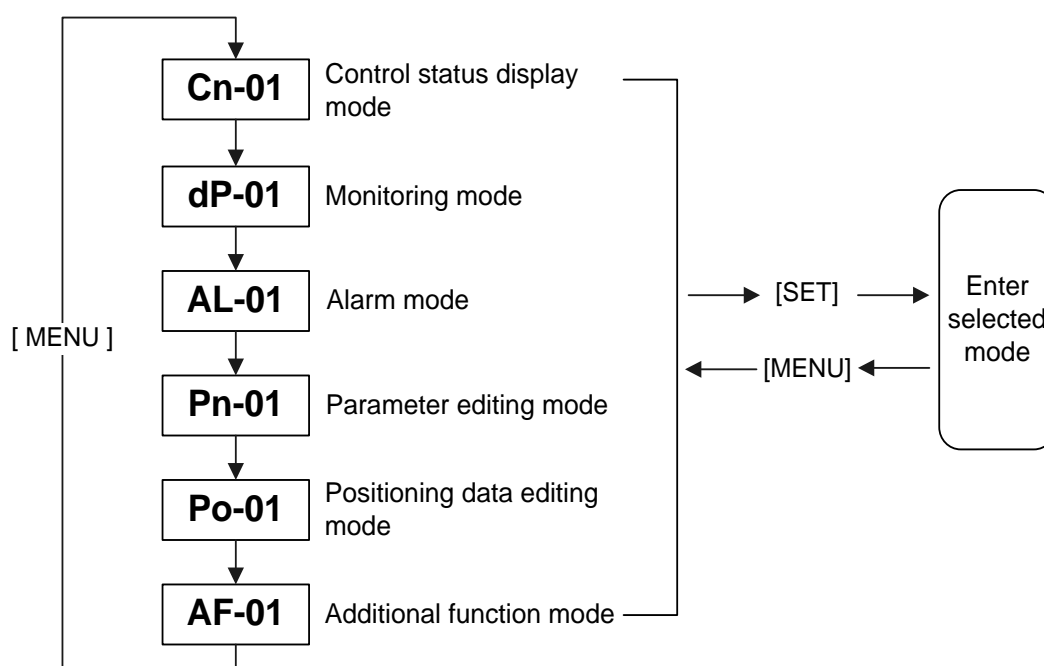 Cn-01
Control status display
mode
dP-01
Monitoring mode
AL-01
Alarm mode
[ MENU ]
Pn-01
Parameter editing mode
Po-01
Positioning data editing
mode
AF-01
Additional function mode
[SET]
[MENU]
Enter
selected
mode